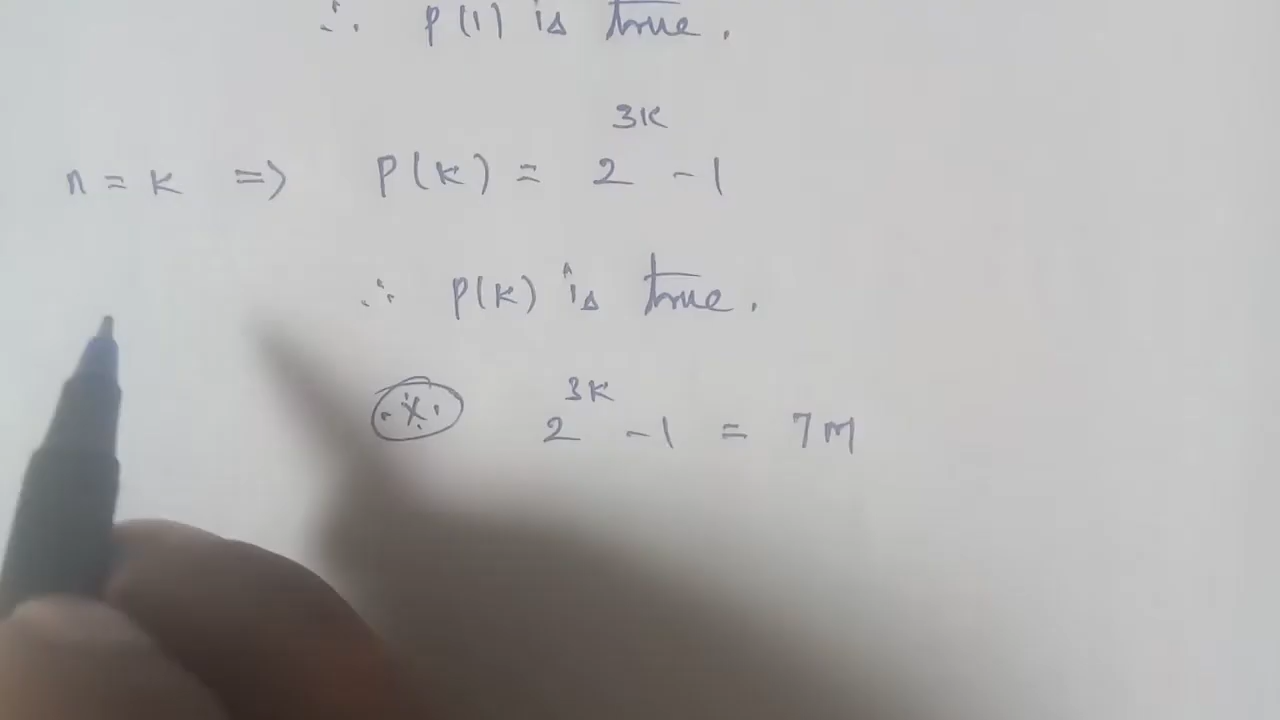 ∴ P(1) is true.
n = k => P(k) = 2^{3k} - 1
∴ P(k) is true.
* 2^{3k} - 1 = 7M